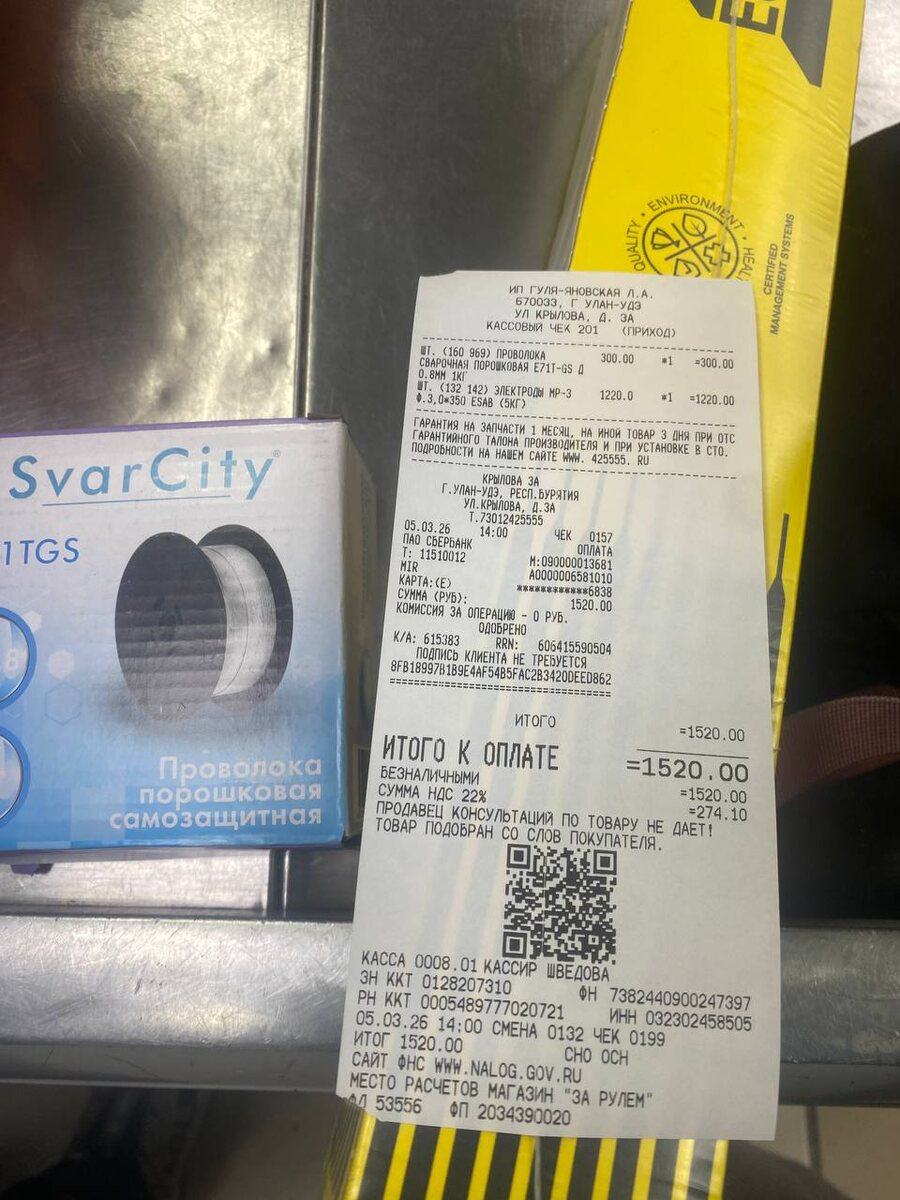 EC
QUALITY · ENVIRONMENT · HEAL
CERTIFIED
MANAGEMENT SYSTEMS
SvarCity®
1TGS
8
Проволока
порошковая
самозащитная
ИП ГУЛЯ-ЯНОВСКАЯ Л.А.
670033, Г УЛАН-УДЭ
УЛ КРЫЛОВА, Д. 3А
КАССОВЫЙ ЧЕК 201 (ПРИХОД)
ШТ. (160 969) ПРОВОЛОКА 300.00 *1 =300.00
СВАРОЧНАЯ ПОРОШКОВАЯ E71T-GS Д
0.8ММ 1КГ
ШТ. (132 142) ЭЛЕКТРОДЫ МР-3 1220.0 *1 =1220.00
Ф.3,0*350 ESAB (5КГ)
ГАРАНТИЯ НА ЗАПЧАСТИ 1 МЕСЯЦ, НА ИНОЙ ТОВАР 3 ДНЯ ПРИ ОТС
ГАРАНТИЙНОГО ТАЛОНА ПРОИЗВОДИТЕЛЯ И ПРИ УСТАНОВКЕ В СТО.
ПОДРОБНОСТИ НА НАШЕМ САЙТЕ WWW. 425555. RU
КРЫЛОВА 3А
Г.УЛАН-УДЭ, РЕСП.БУРЯТИЯ
УЛ.КРЫЛОВА, Д.3А
Т.73012425555
05.03.26 14:00 ЧЕК 0157
ПАО СБЕРБАНК ОПЛАТА
Т: 11510012 М:090000013681
MIR A0000006581010
КАРТА:(E) ************6838
СУММА (РУБ): 1520.00
КОМИССИЯ ЗА ОПЕРАЦИЮ - 0 РУБ.
ОДОБРЕНО
К/А: 615383 RRN: 606415590504
ПОДПИСЬ КЛИЕНТА НЕ ТРЕБУЕТСЯ
8FB18997B1B9E4AF54B5FAC2B3420DEED862
ИТОГО =1520.00
ИТОГО К ОПЛАТЕ =1520.00
БЕЗНАЛИЧНЫМИ =1520.00
СУММА НДС 22% =274.10
ПРОДАВЕЦ КОНСУЛЬТАЦИЙ ПО ТОВАРУ НЕ ДАЕТ!
ТОВАР ПОДОБРАН СО СЛОВ ПОКУПАТЕЛЯ.
КАССА 0008.01 КАССИР ШВЕДОВА
ЗН ККТ 0128207310 ФН 7382440900247397
РН ККТ 0005489777020721 ИНН 032302458505
05.03.26 14:00 СМЕНА 0132 ЧЕК 0199
ИТОГ 1520.00 СНО ОСН
САЙТ ФНС WWW.NALOG.GOV.RU
МЕСТО РАСЧЕТОВ МАГАЗИН "ЗА РУЛЕМ"
ФД 53556 ФП 2034390020